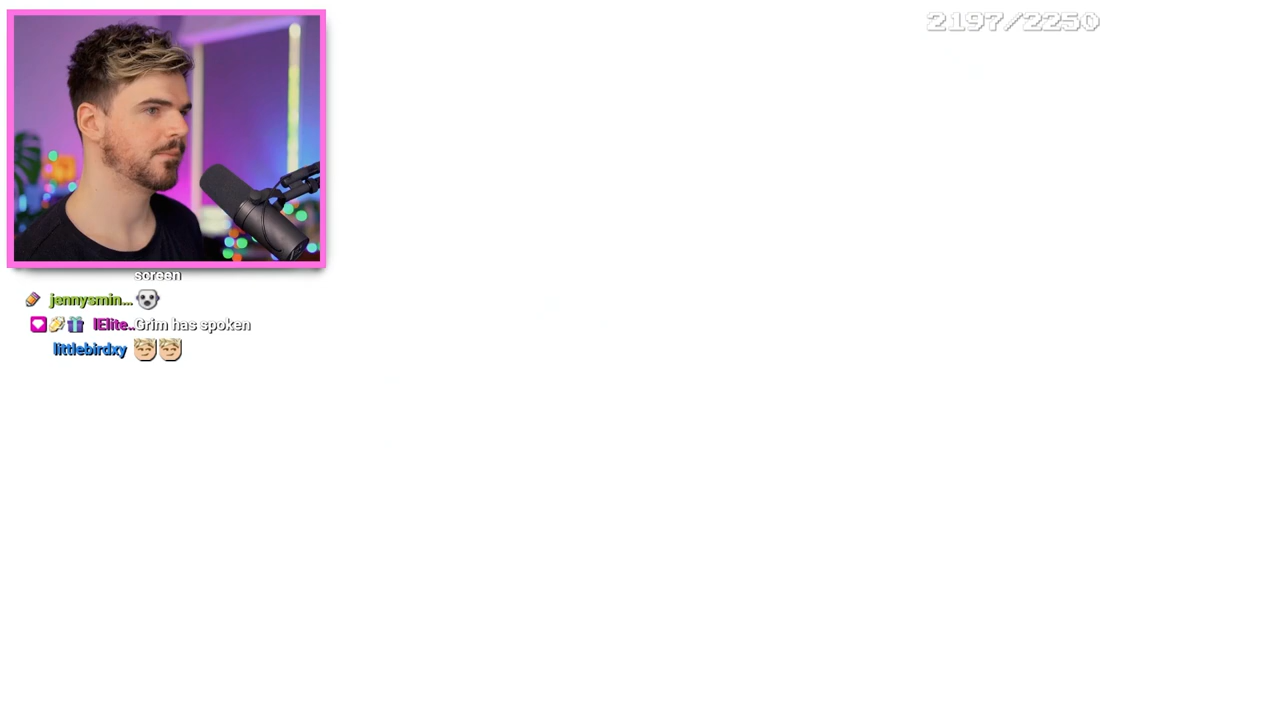 2197/2250
screen
jennysmin...
lElite..Grim has spoken
littlebirdxy